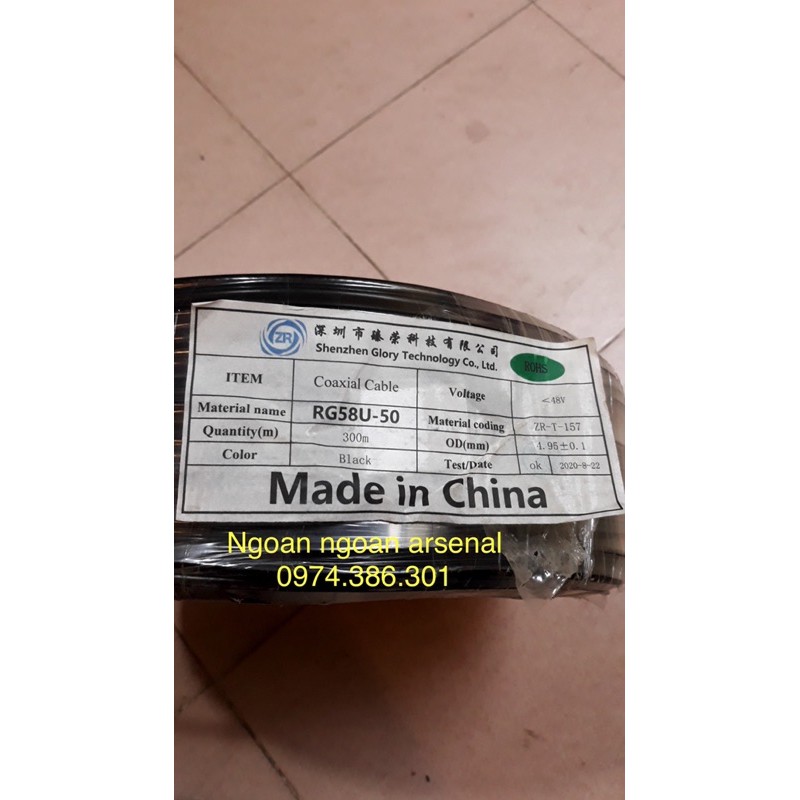 ZR
深圳市臻荣科技有限公司
Shenzhen Glory Technology Co., Ltd.
ROHS
ITEM Coaxial Cable Voltage <48V
Material name RG58U-50 Material coding ZR-T-157
Quantity(m) 300m OD(mm) 4.95±0.1
Color Black Test/Date ok 2020-8-22
Made in China
Ngoan ngoan arsenal
0974.386.301